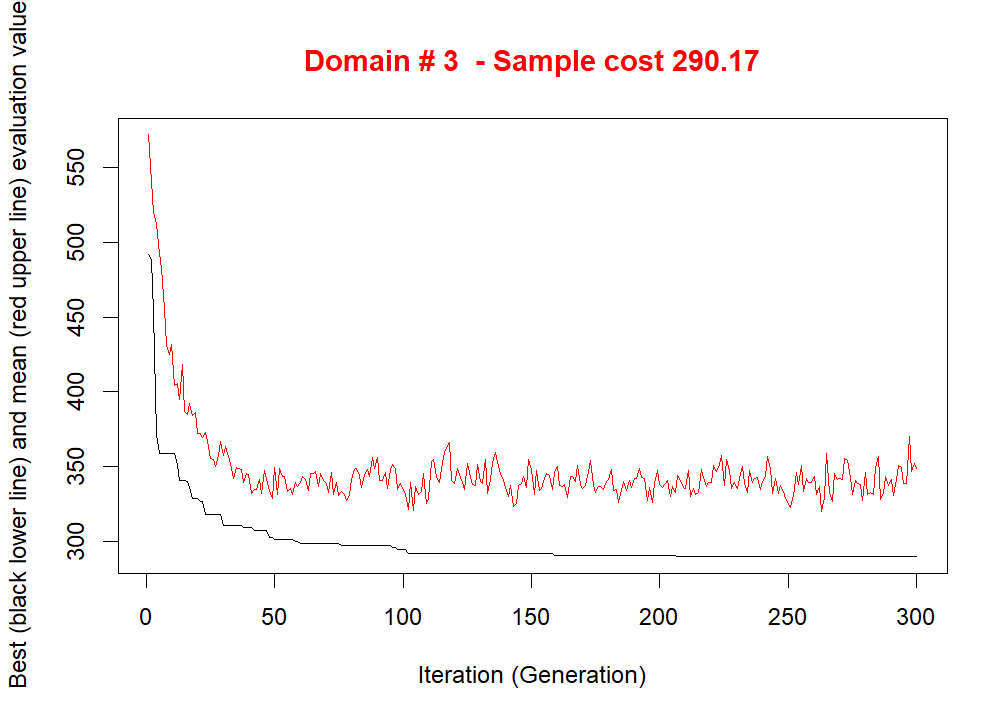 Domain # 3  - Sample cost 290.17
Best (black lower line) and mean (red upper line) evaluation value
550
500
450
400
350
300
0 50 100 150 200 250 300
Iteration (Generation)